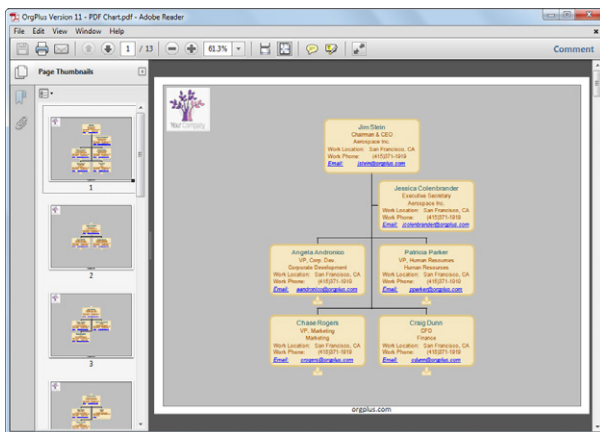 OrgPlus Version 11 - PDF Chart.pdf - Adobe Reader
File Edit View Window Help
1 / 13 61.3% Comment
Page Thumbnails
1
2
3
Your Company
Jim Stein
Chairman & CEO
Aerospace Inc.
Work Location: San Francisco, CA
Work Phone: (415)371-1919
Email: jstein@orgplus.com
Jessica Colenbrander
Executive Secretary
Aerospace Inc.
Work Location: San Francisco, CA
Work Phone: (415)371-1919
Email: jcolenbrander@orgplus.com
Angela Andronico
VP, Corp. Dev.
Corporate Development
Work Location: San Francisco, CA
Work Phone: (415)371-1919
Email: aandronico@orgplus.com
Patricia Parker
VP, Human Resources
Human Resources
Work Location: San Francisco, CA
Work Phone: (415)371-1919
Email: pparker@orgplus.com
Chase Rogers
VP, Marketing
Marketing
Work Location: San Francisco, CA
Work Phone: (415)371-1919
Email: crogers@orgplus.com
Craig Dunn
CFO
Finance
Work Location: San Francisco, CA
Work Phone: (415)371-1919
Email: cdunn@orgplus.com
orgplus.com